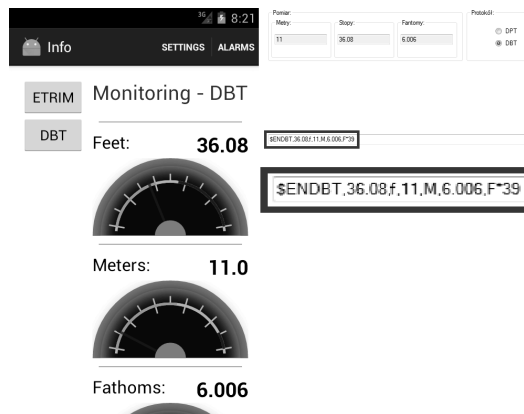 36 8:21
Info SETTINGS ALARMS
ETRIM
DBT
Monitoring - DBT
Feet: 36.08
Meters: 11.0
Fathoms: 6.006
Pomiar:
Metry: Stopy: Fantomy:
11 36.08 6.006
Protokół:
DPT
DBT
$ENDBT,36.08,f,11,M,6.006,F*39
$ENDBT,36.08,f,11,M,6.006,F*39